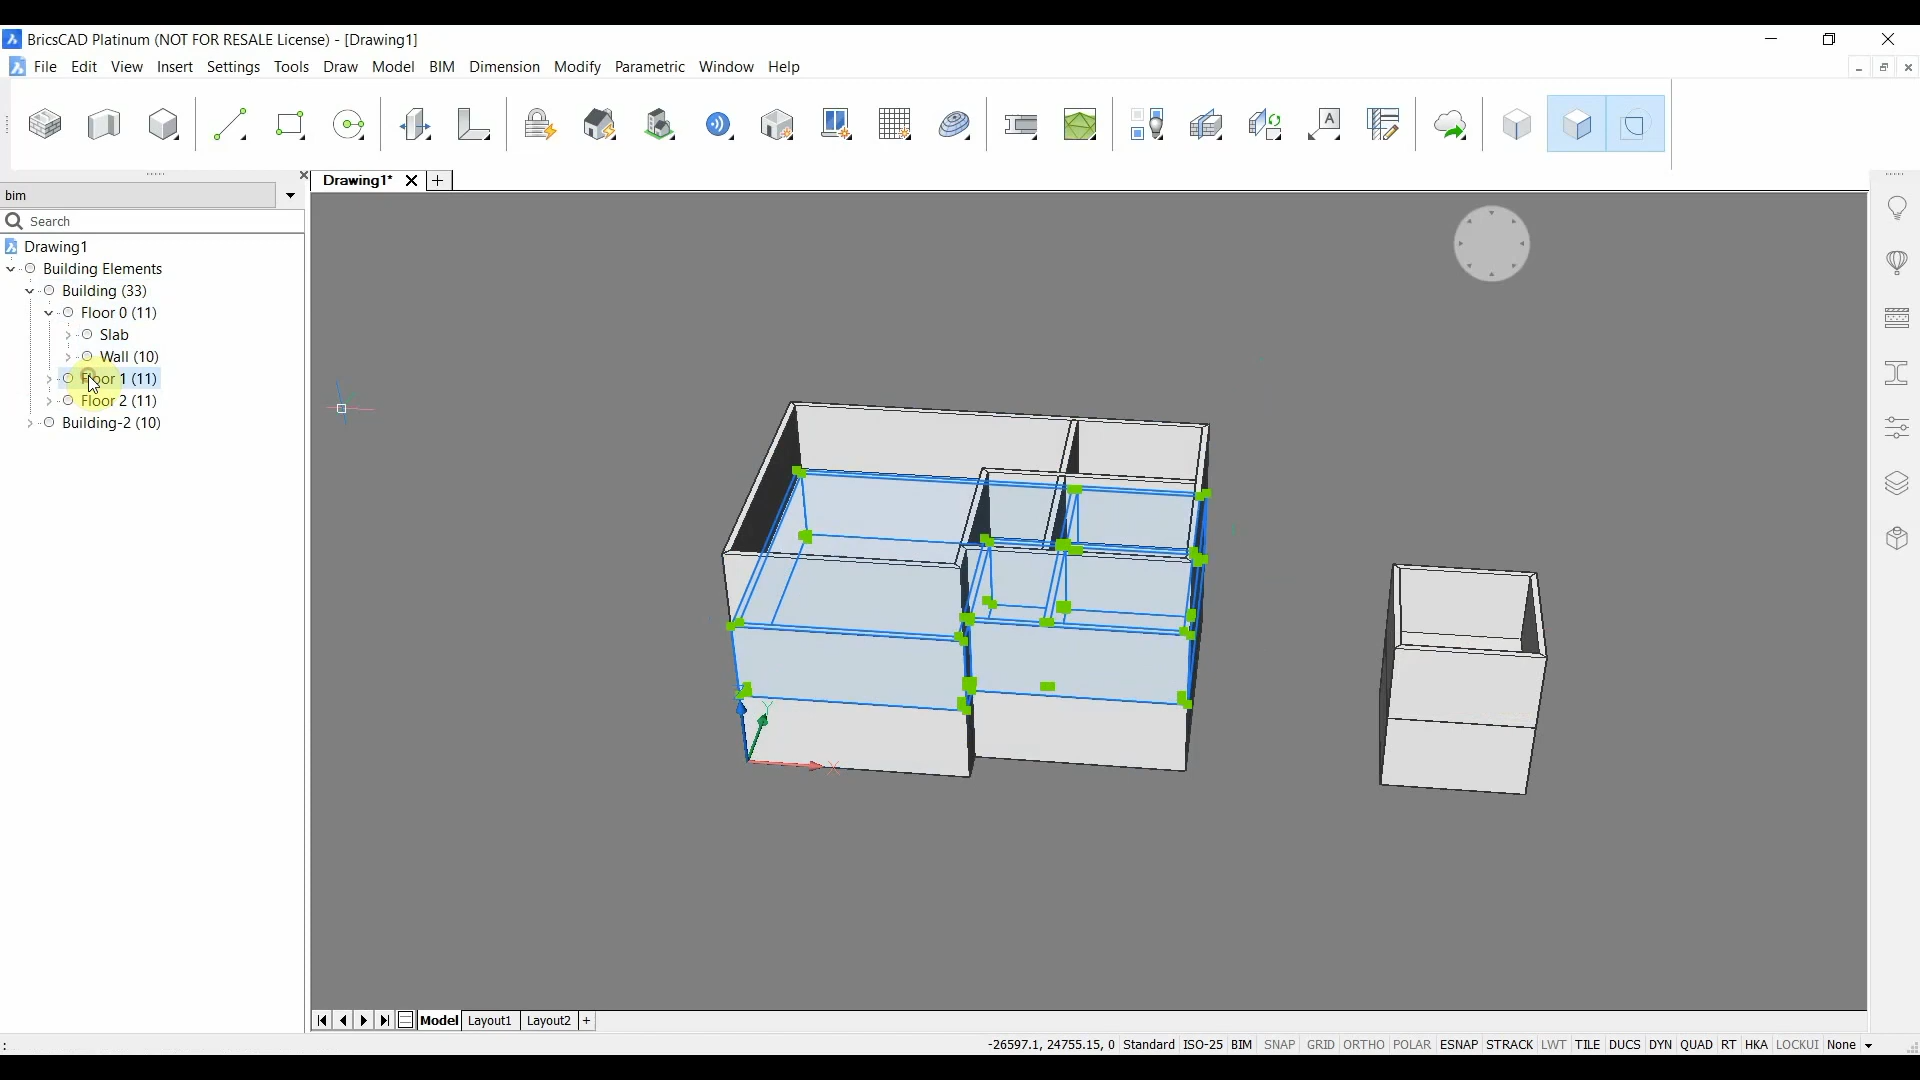 BricsCAD Platinum (NOT FOR RESALE License) - [Drawing1]
File Edit View Insert Settings Tools Draw Model BIM Dimension Modify Parametric Window Help
A
bim
Drawing1*
Search
Drawing1
Building Elements
Building (33)
Floor 0 (11)
Slab
Wall (10)
Floor 1 (11)
Floor 2 (11)
Building-2 (10)
Z
Y
X
Model Layout1 Layout2 +
: -26597.1, 24755.15, 0 Standard ISO-25 BIM SNAP GRID ORTHO POLAR ESNAP STRACK LWT TILE DUCS DYN QUAD RT HKA LOCKUI None